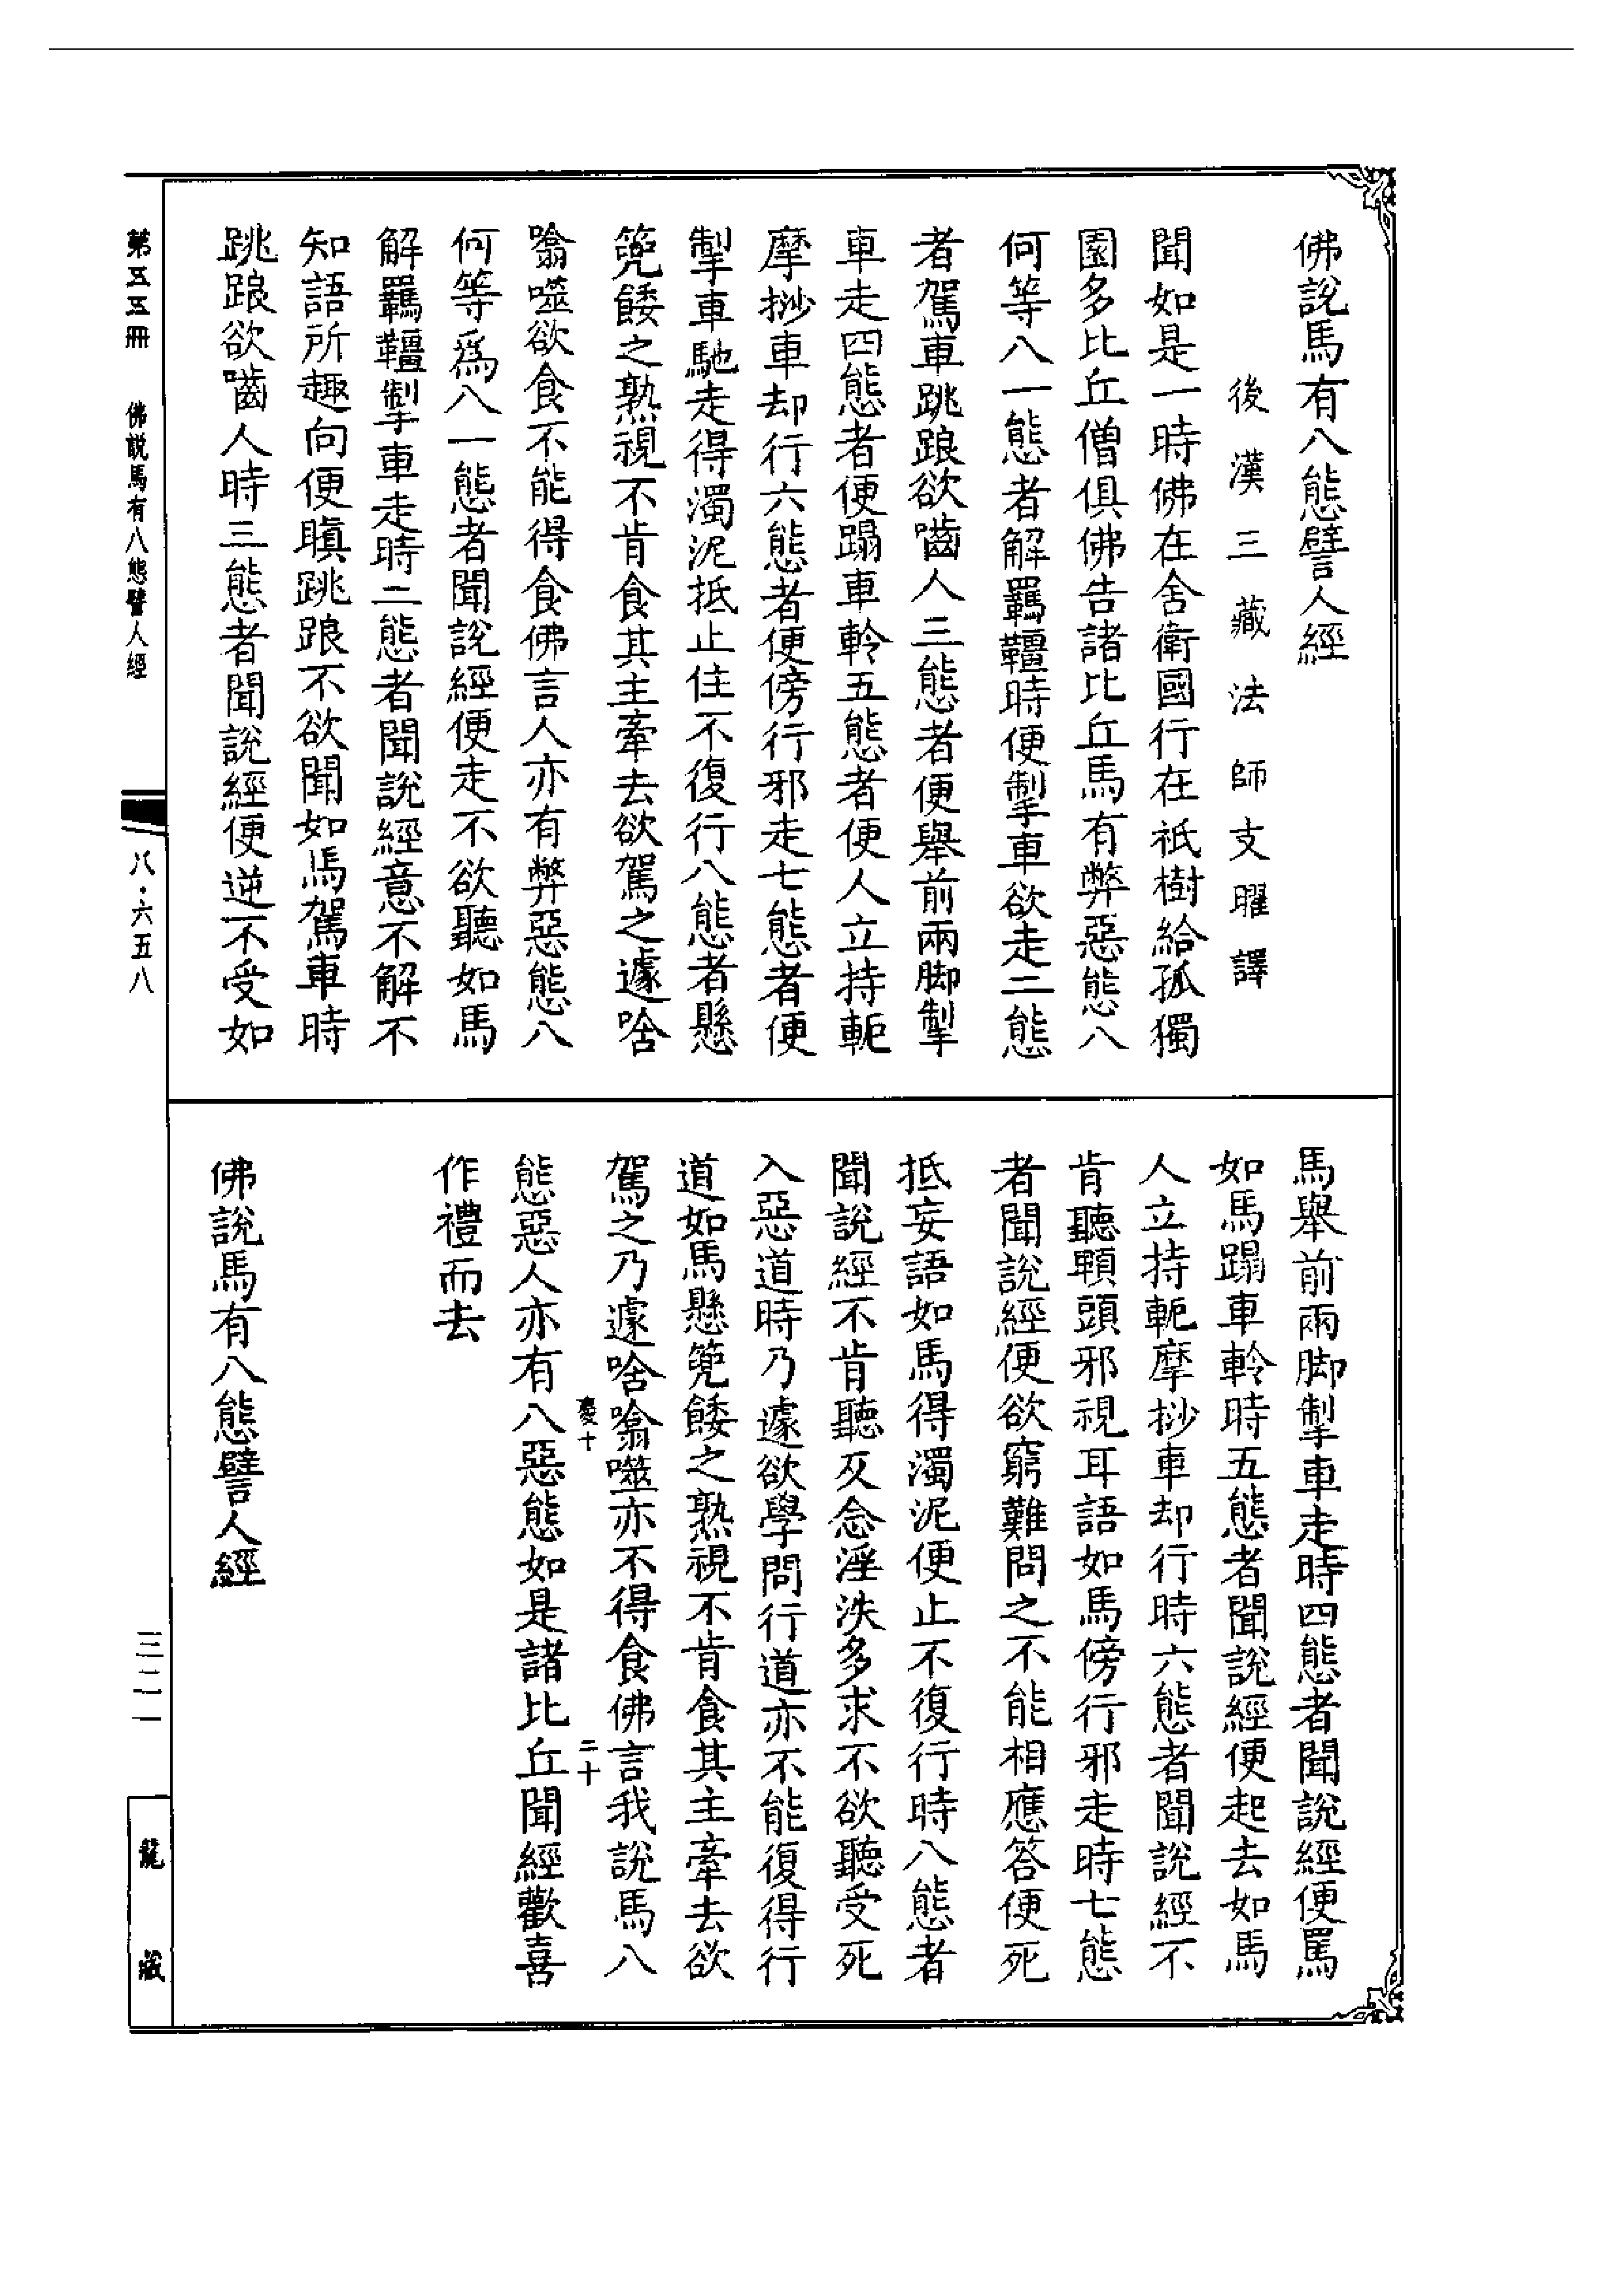 佛說馬有八態譬人經
後漢三藏法師支曜譯
聞如是一時佛在舍衛國行在祇樹給孤獨
園多比丘僧俱佛告諸比丘馬有弊惡態八
何等八一態者解羈韁時便掣車欲走二態
者駕車跳踉欲嚙人三態者便舉前兩脚掣
車走四態者便蹋車軨五態者便人立持軛
摩挱車却行六態者便傍行邪走七態者便
掣車馳走得濁泥抵止住不復行八態者懸
篼餧之熟視不肯食其主牽去欲駕之遽唅
噏噬欲食不能得食佛言人亦有弊惡態八
何等為八一態者聞說經便走不欲聽如馬
解羈韁掣車走時二態者聞說經意不解不
知語所趣向便瞋跳踉不欲聞如馬駕車時
跳踉欲嚙人時三態者聞說經便逆不受如
馬舉前兩脚掣車走時四態者聞說經便罵
如馬蹋車軨時五態者聞說經便起去如馬
人立持軛摩挱車却行時六態者聞說經不
肯聽顊頭邪視耳語如馬傍行邪走時七態
者聞說經便欲窮難問之不能相應答便死
抵妄語如馬得濁泥便止不復行時八態者
聞說經不肯聽反念淫泆多求不欲聽受死
入惡道時乃遽欲學問行道亦不能復得行
道如馬懸篼餧之熟視不肯食其主牽去欲
駕之乃遽唅噏噬亦不得食佛言我說馬八
慶十 二十
態惡人亦有八惡態如是諸比丘聞經歡喜
作禮而去
佛說馬有八態譬人經
第五五冊 佛說馬有八態譬人經
八·六五八
三二一
龍藏